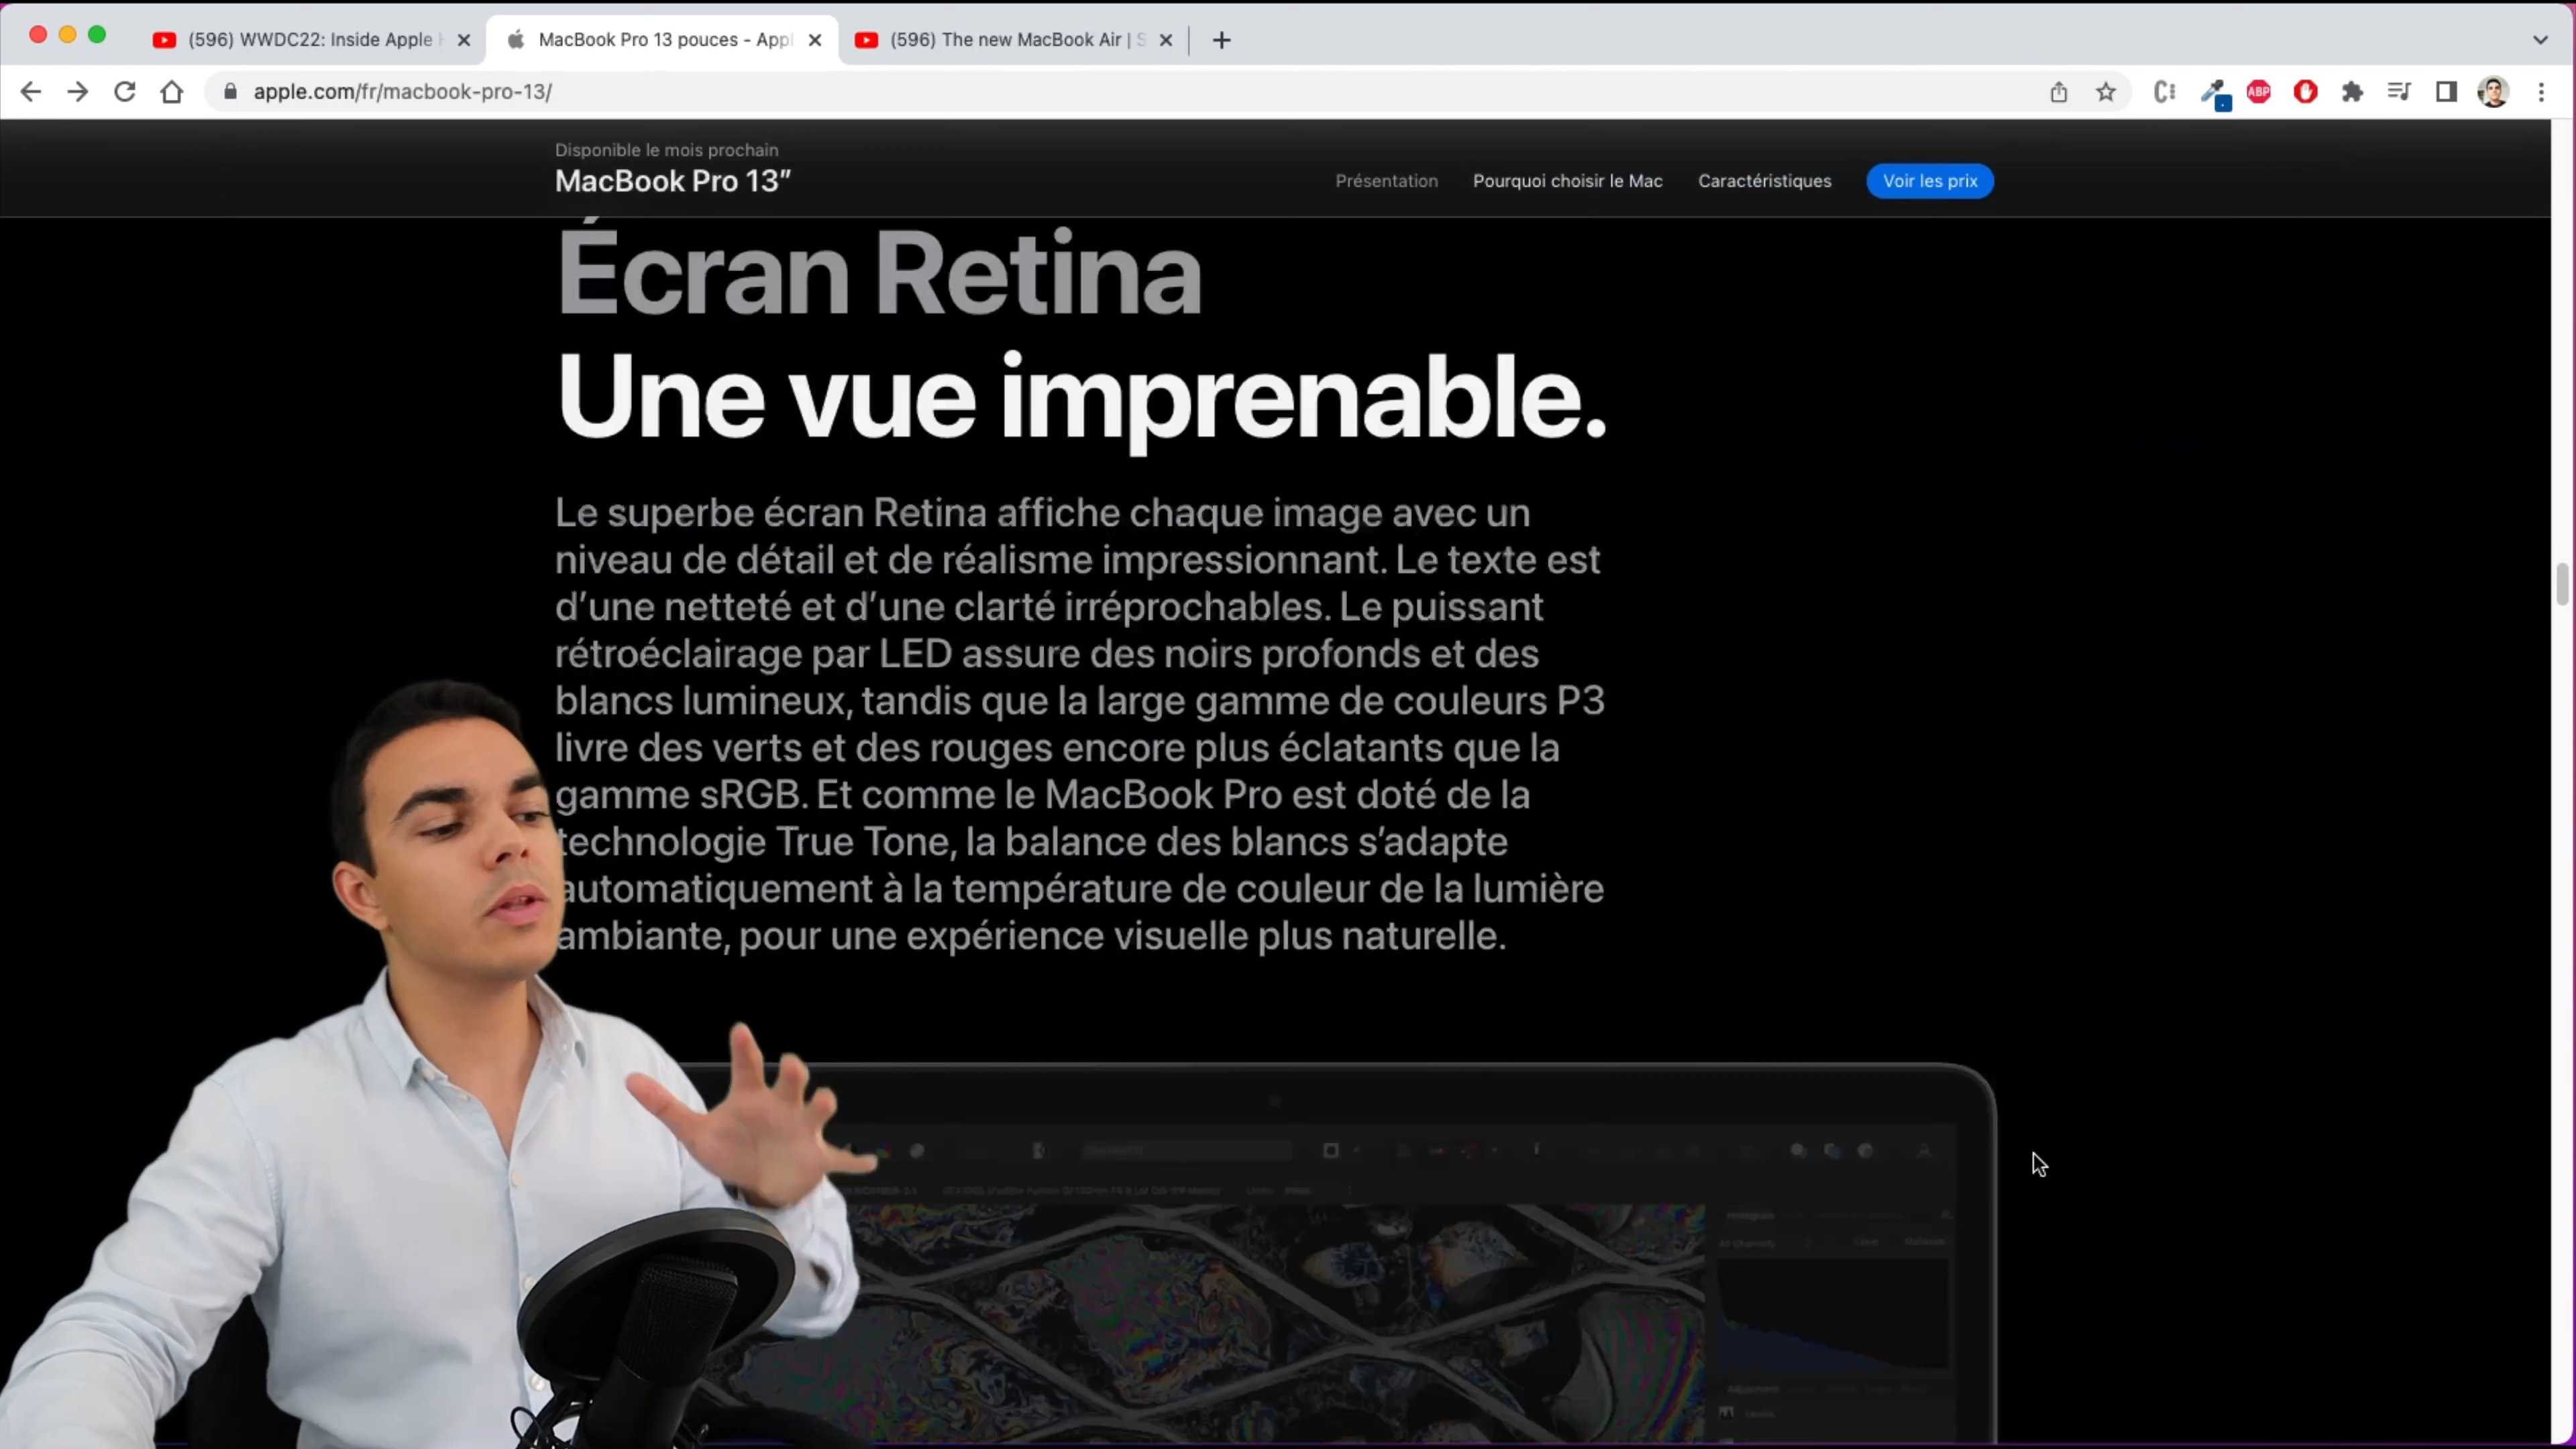 (596) WWDC22: Inside Apple
MacBook Pro 13 pouces - Appl
(596) The new MacBook Air | S
apple.com/fr/macbook-pro-13/
ABP
Disponible le mois prochain
MacBook Pro 13″
Présentation
Pourquoi choisir le Mac
Caractéristiques
Voir les prix
Écran Retina
Une vue imprenable.
Le superbe écran Retina affiche chaque image avec un
niveau de détail et de réalisme impressionnant. Le texte est
d’une netteté et d’une clarté irréprochables. Le puissant
rétroéclairage par LED assure des noirs profonds et des
blancs lumineux, tandis que la large gamme de couleurs P3
livre des verts et des rouges encore plus éclatants que la
gamme sRGB. Et comme le MacBook Pro est doté de la
technologie True Tone, la balance des blancs s’adapte
automatiquement à la température de couleur de la lumière
ambiante, pour une expérience visuelle plus naturelle.